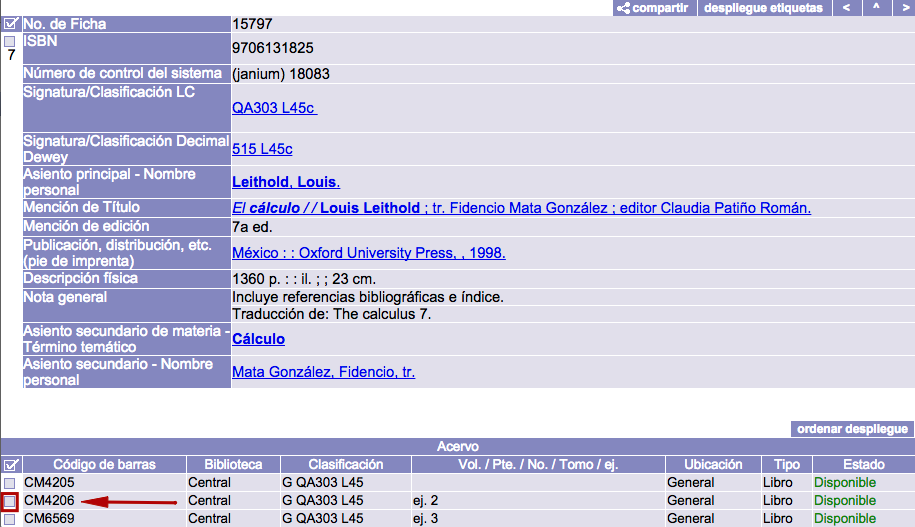 compartir despliegue etiquetas < ^ >
No. de Ficha 15797
7
ISBN 9706131825
Número de control del sistema (janium) 18083
Signatura/Clasificación LC QA303 L45c
Signatura/Clasificación Decimal
Dewey 515 L45c
Asiento principal - Nombre
personal Leithold, Louis.
Mención de Título El cálculo // Louis Leithold ; tr. Fidencio Mata González ; editor Claudia Patiño Román.
Mención de edición 7a ed.
Publicación, distribución, etc.
(pie de imprenta) México : : Oxford University Press, , 1998.
Descripción física 1360 p. : : il. ; ; 23 cm.
Nota general Incluye referencias bibliográficas e índice.
Traducción de: The calculus 7.
Asiento secundario de materia -
Término temático Cálculo
Asiento secundario - Nombre
personal Mata González, Fidencio, tr.
ordenar despliegue
Acervo
Código de barras Biblioteca Clasificación Vol. / Pte. / No. / Tomo / ej. Ubicación Tipo Estado
CM4205 Central G QA303 L45 General Libro Disponible
CM4206 Central G QA303 L45 ej. 2 General Libro Disponible
CM6569 Central G QA303 L45 ej. 3 General Libro Disponible